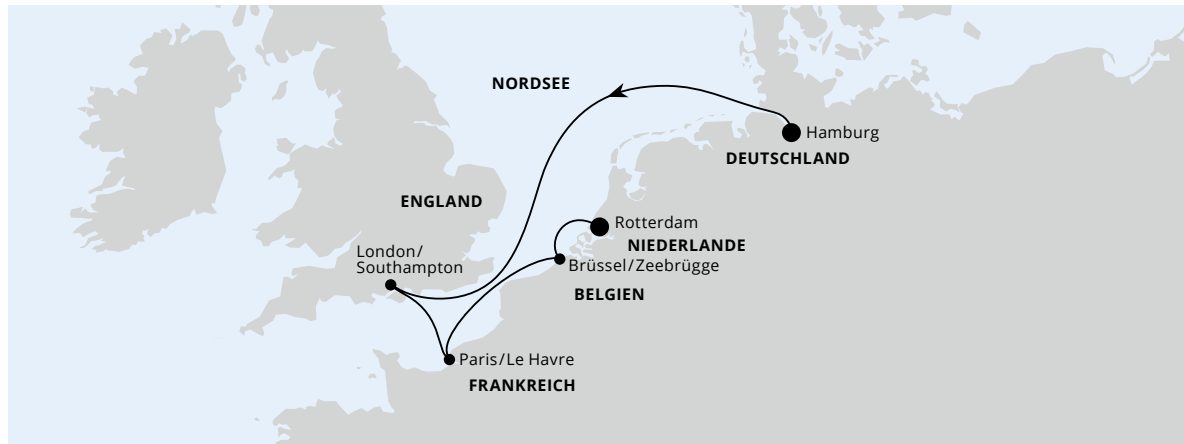 NORDSEE
Hamburg
DEUTSCHLAND
ENGLAND
Rotterdam
NIEDERLANDE
London/
Southampton
Brüssel/Zeebrügge
BELGIEN
Paris/Le Havre
FRANKREICH